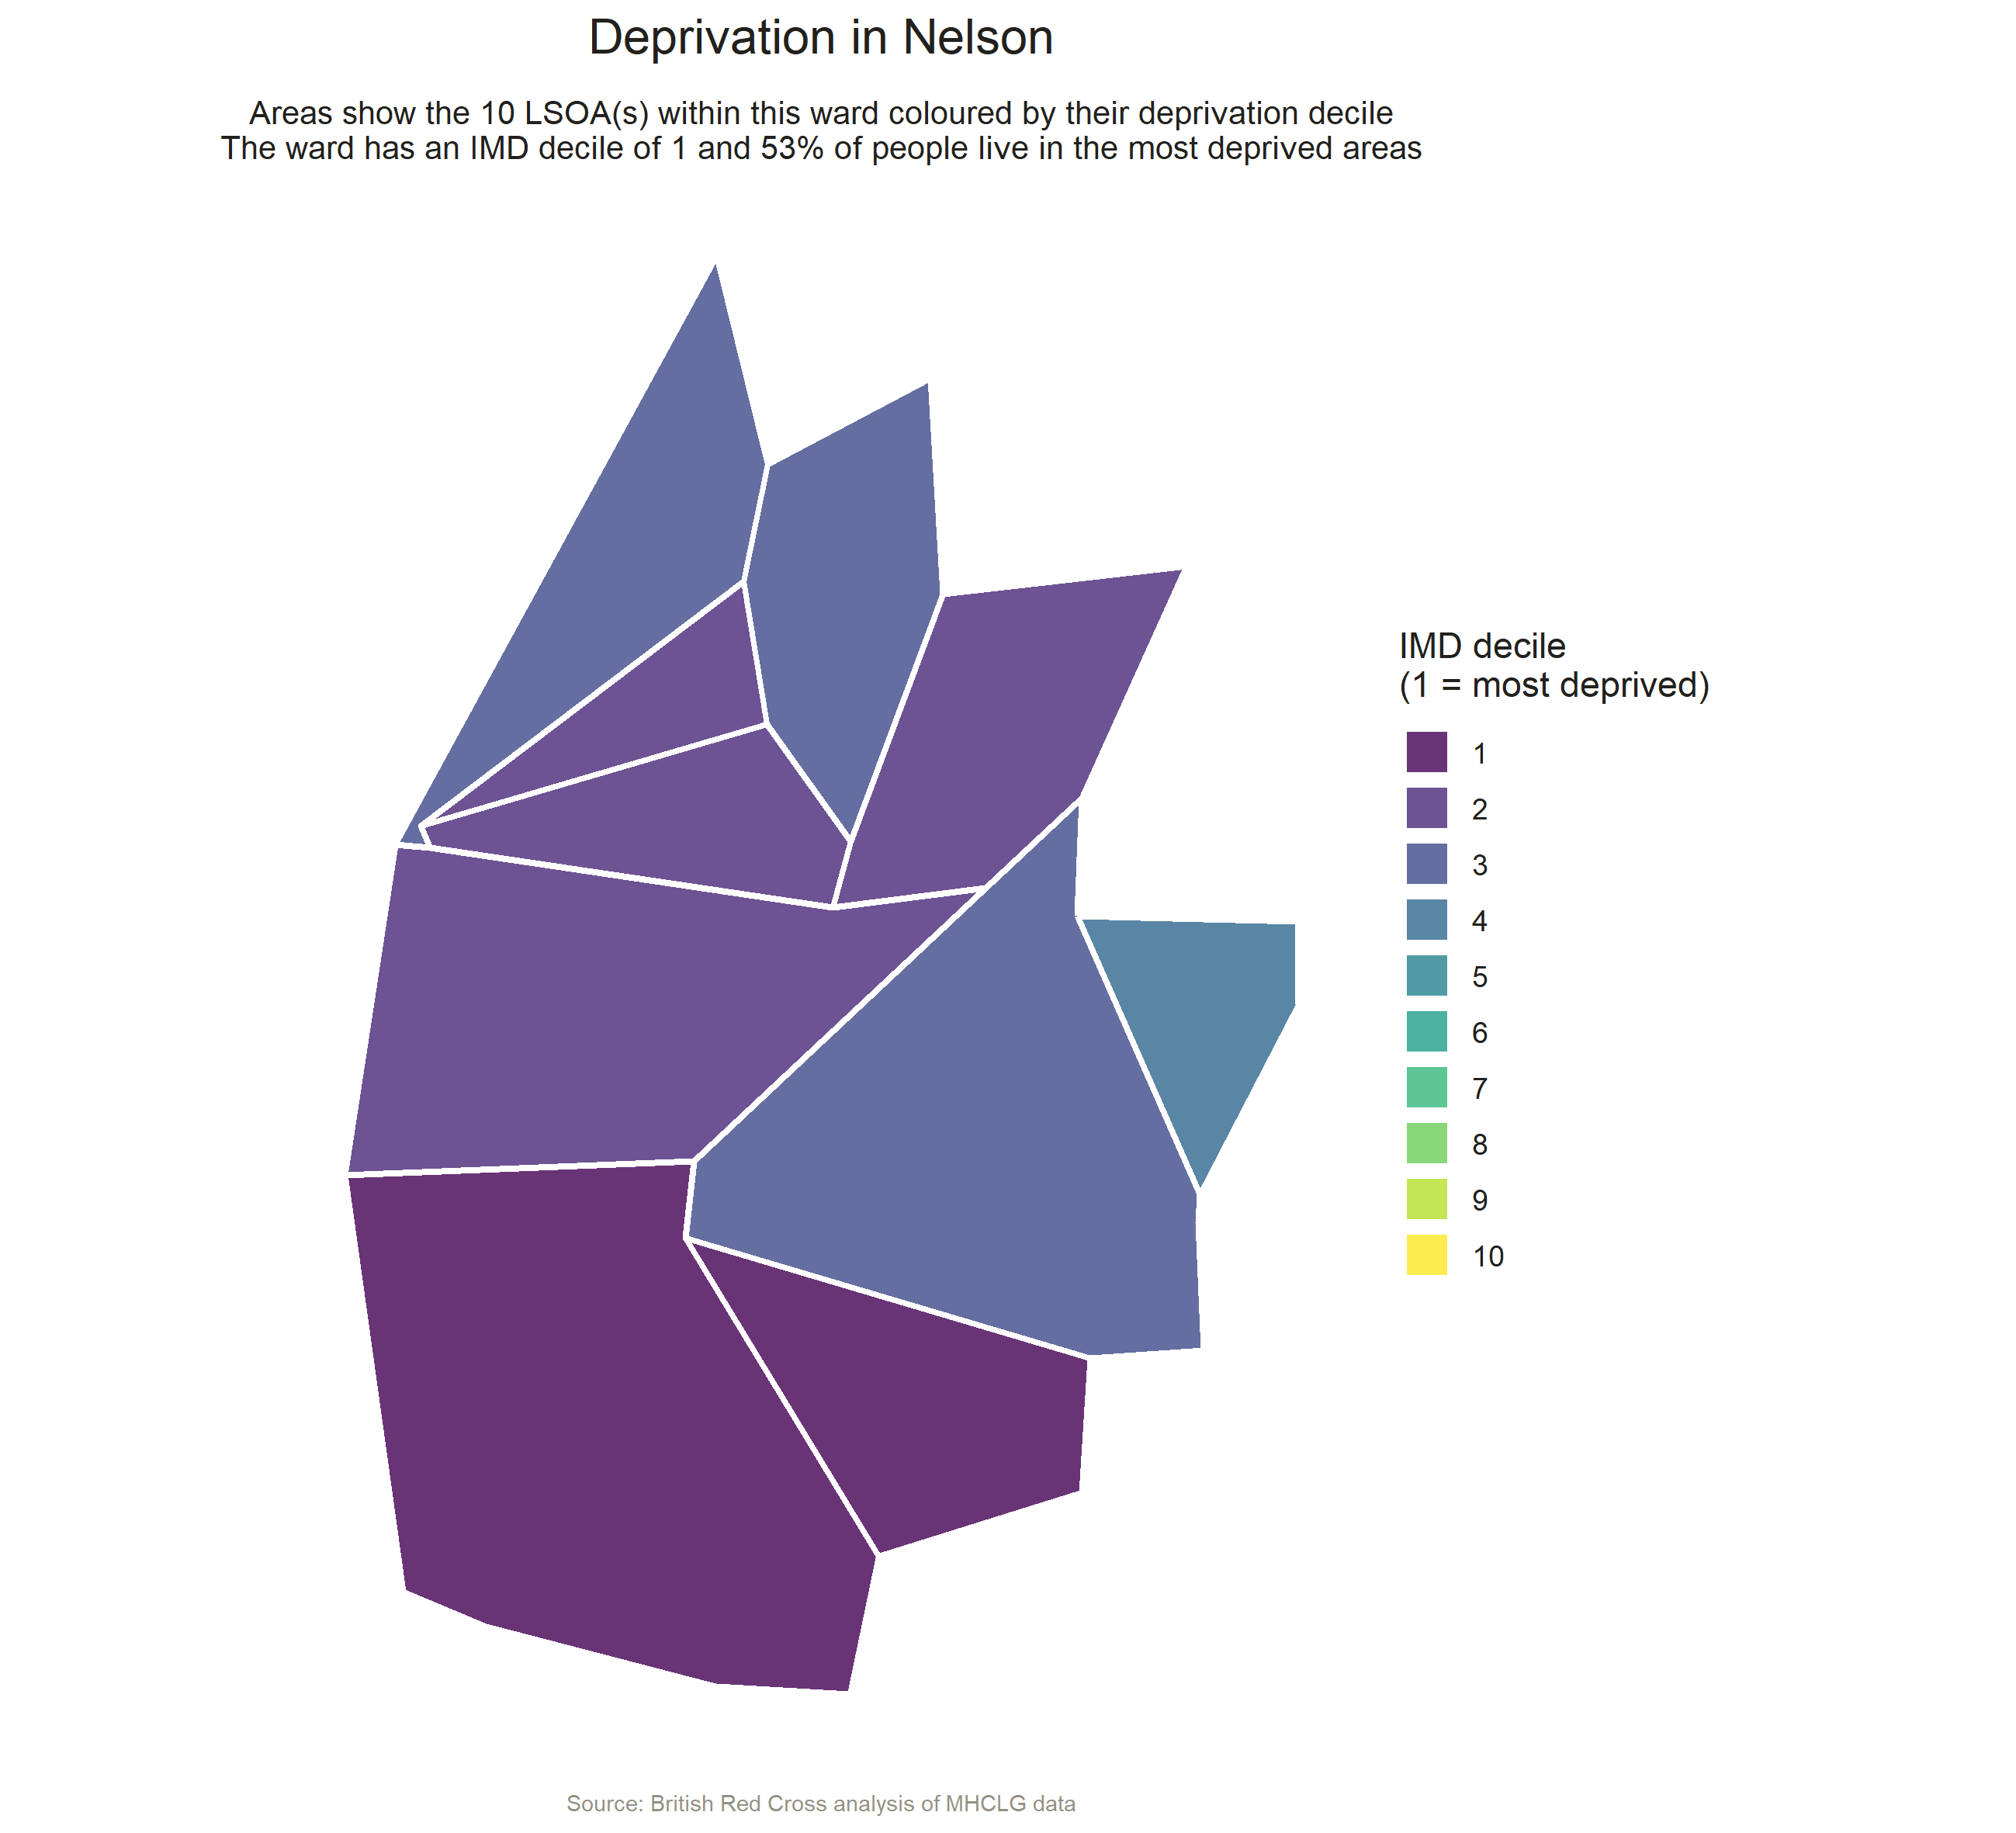 Deprivation in Nelson
Areas show the 10 LSOA(s) within this ward coloured by their deprivation decile
The ward has an IMD decile of 1 and 53% of people live in the most deprived areas
IMD decile
(1 = most deprived)
1
2
3
4
5
6
7
8
9
10
Source: British Red Cross analysis of MHCLG data